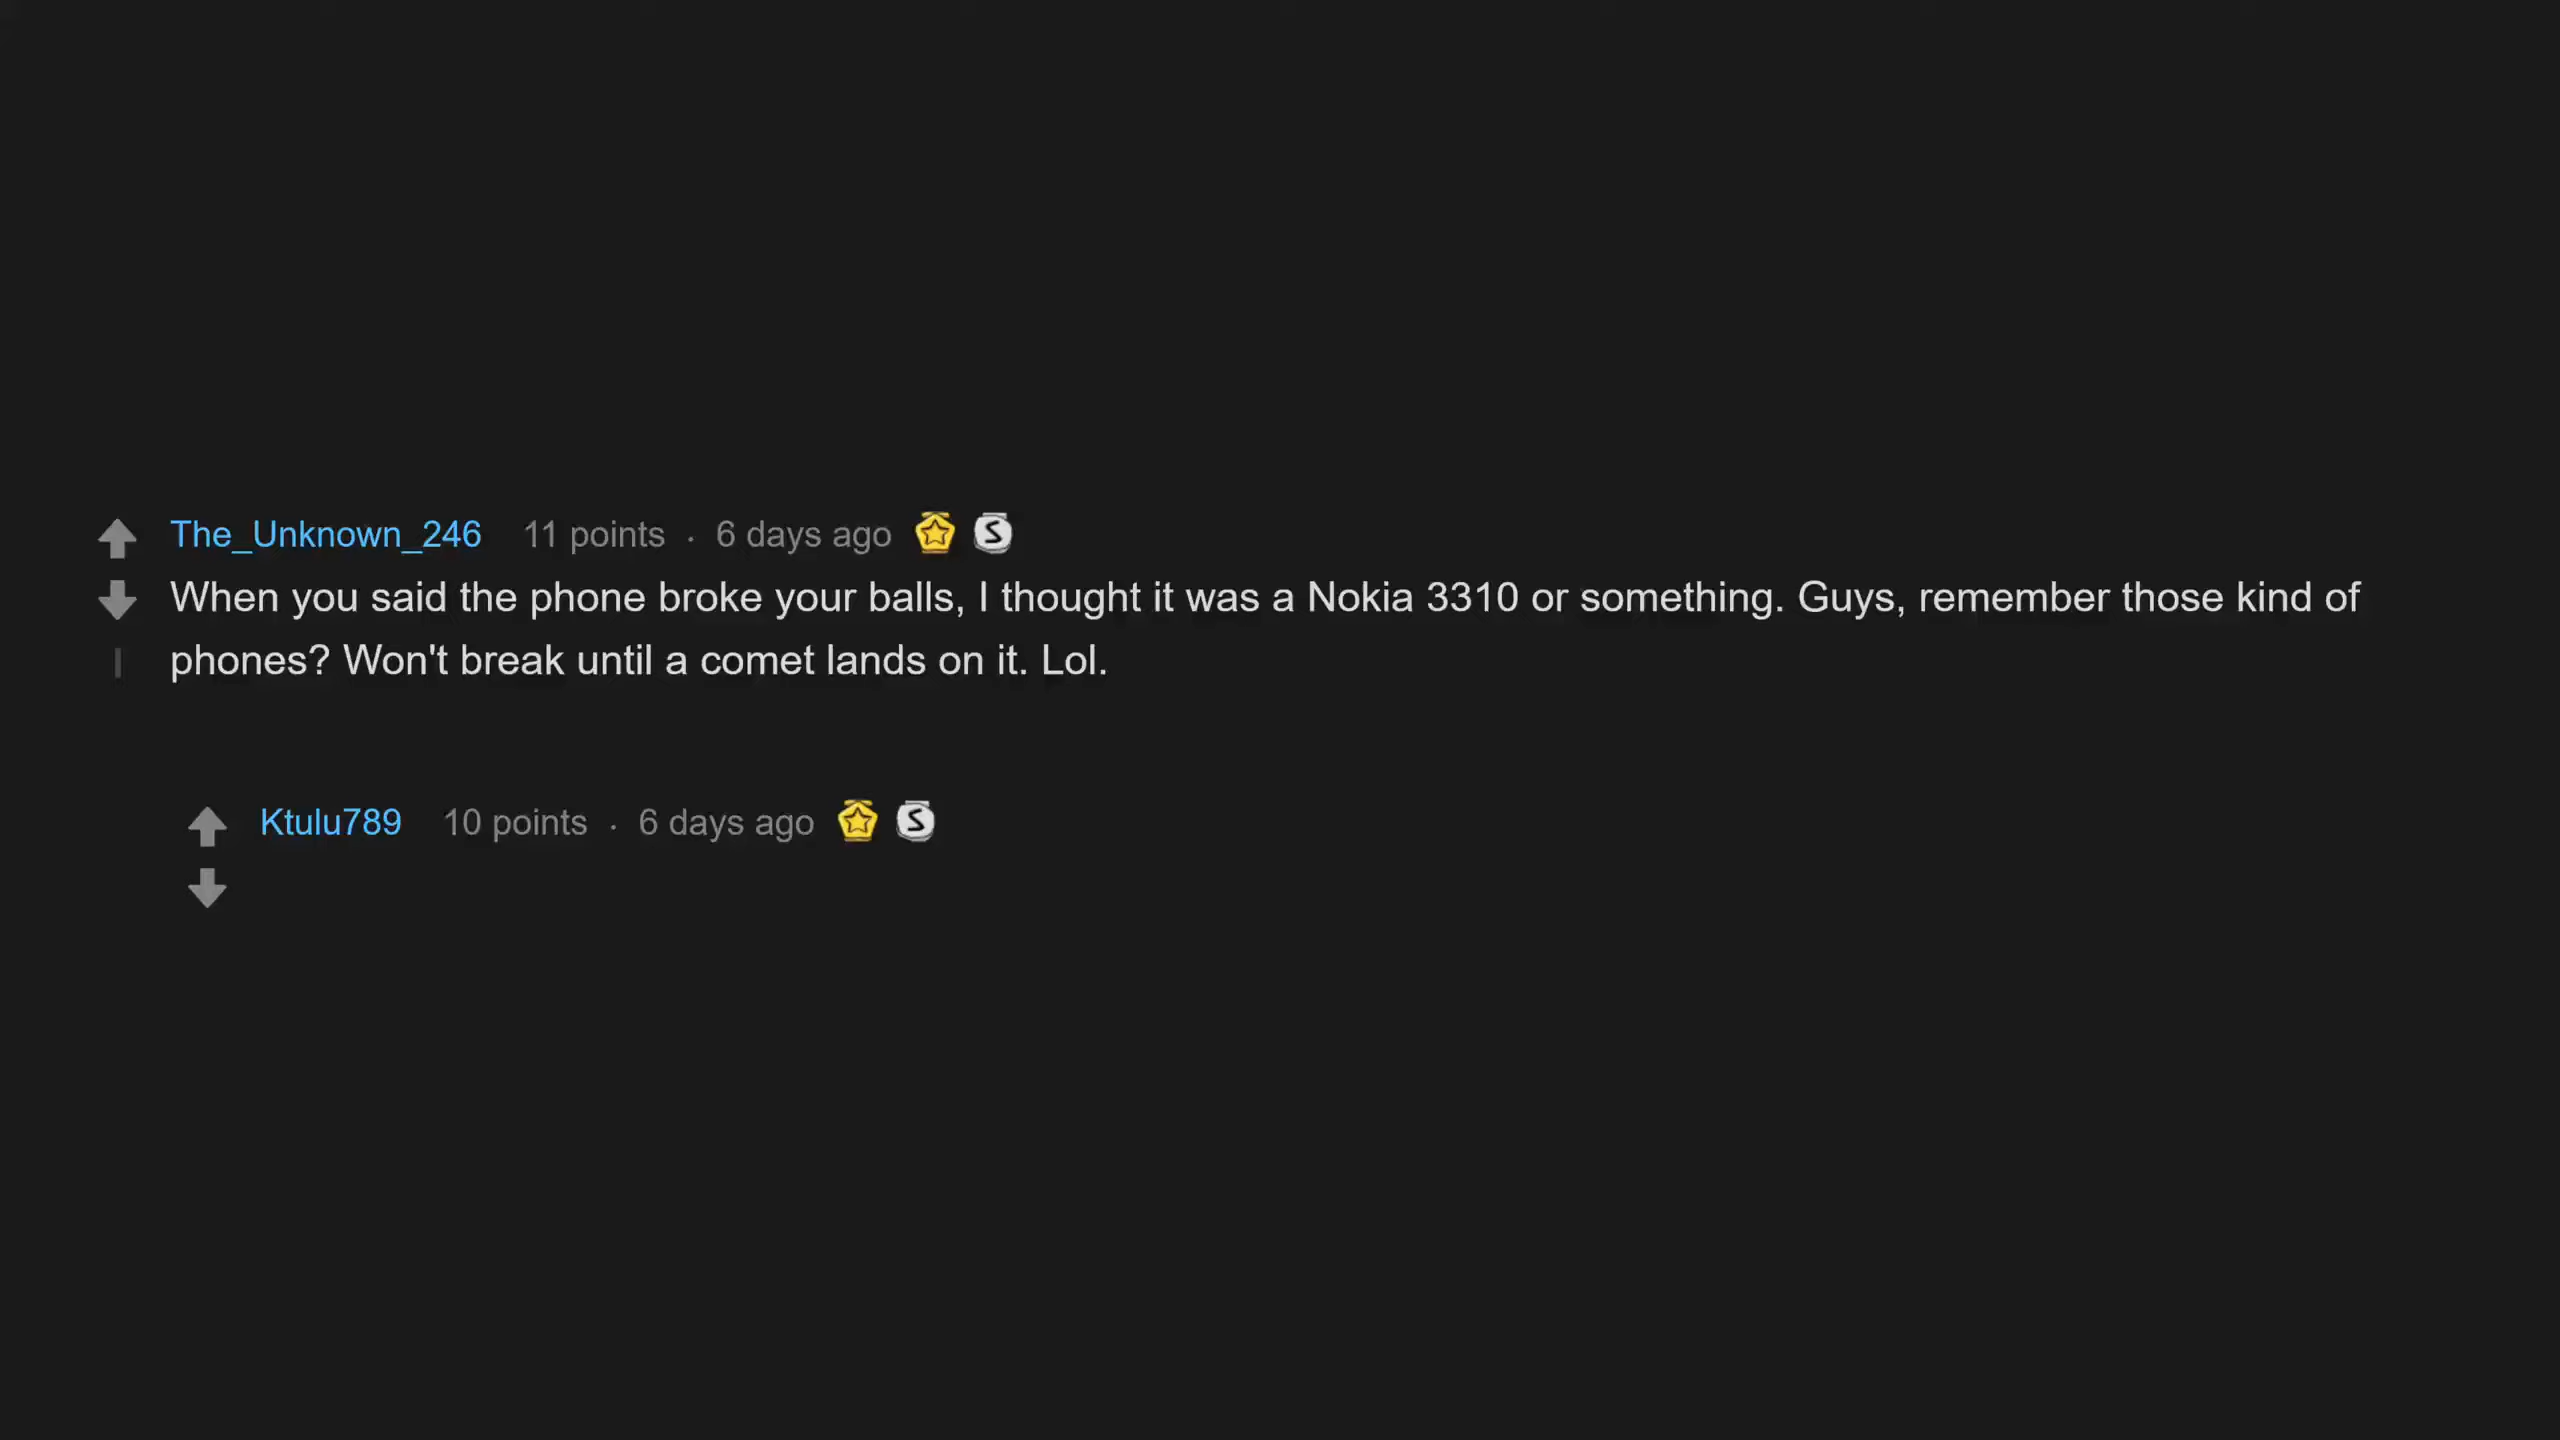 The_Unknown_246 11 points · 6 days ago S
When you said the phone broke your balls, I thought it was a Nokia 3310 or something. Guys, remember those kind of
phones? Won't break until a comet lands on it. Lol.
Ktulu789 10 points · 6 days ago S